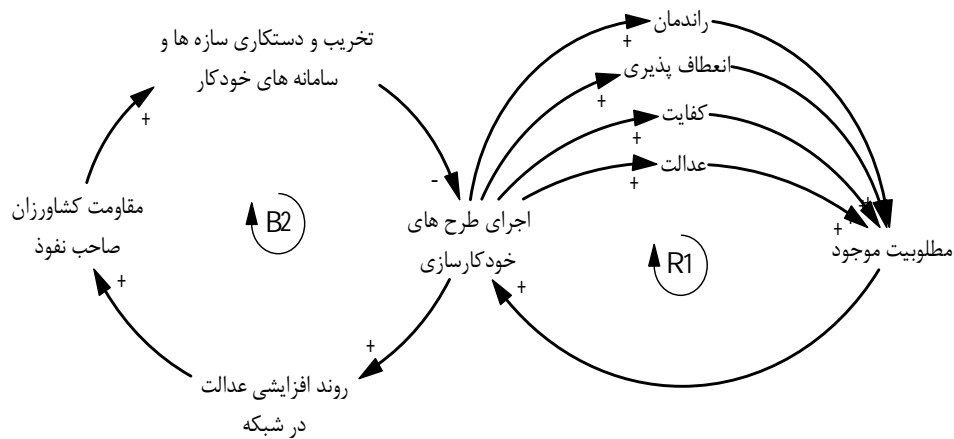 راندمان
انعطاف پذیری
کفایت
عدالت
تخریب و دستکاری سازه ها و
سامانه های خودکار
مقاومت کشاورزان
صاحب نفوذ
اجرای طرح های
خودکارسازی
مطلوبیت موجود
روند افزایشی عدالت
در شبکه
B2
R1
+
+
+
+
+
+
-
+
+
+
+
+